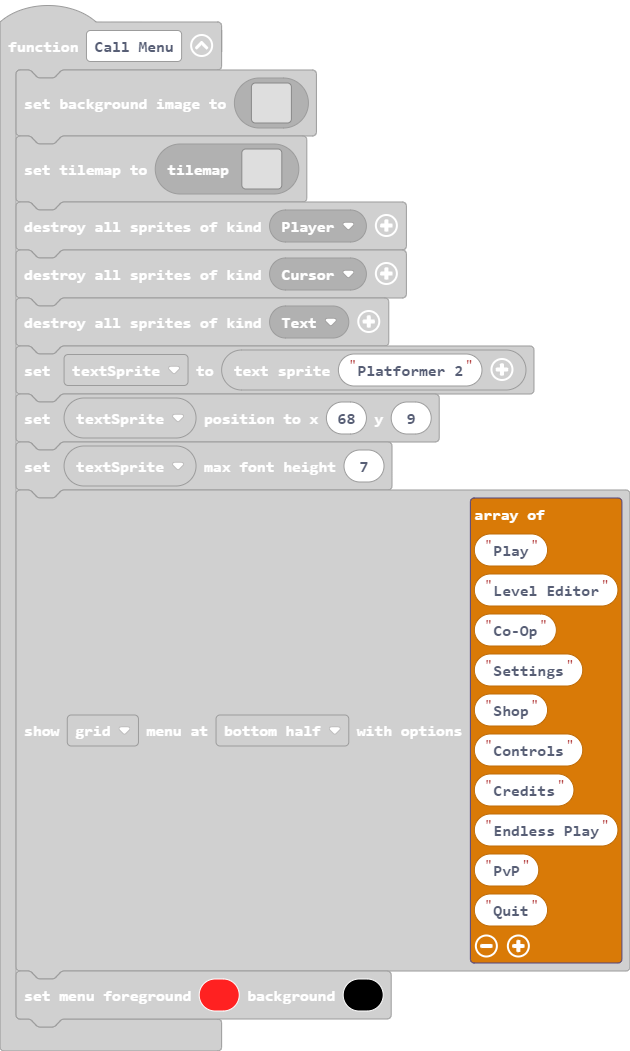 function Call Menu
set background image to
set tilemap to tilemap
destroy all sprites of kind Player
destroy all sprites of kind Cursor
destroy all sprites of kind Text
set textSprite to text sprite "Platformer 2"
set textSprite position to x 68 y 9
set textSprite max font height 7
show grid menu at bottom half with options
array of
"Play"
"Level Editor"
"Co-Op"
"Settings"
"Shop"
"Controls"
"Credits"
"Endless Play"
"PvP"
"Quit"
set menu foreground background